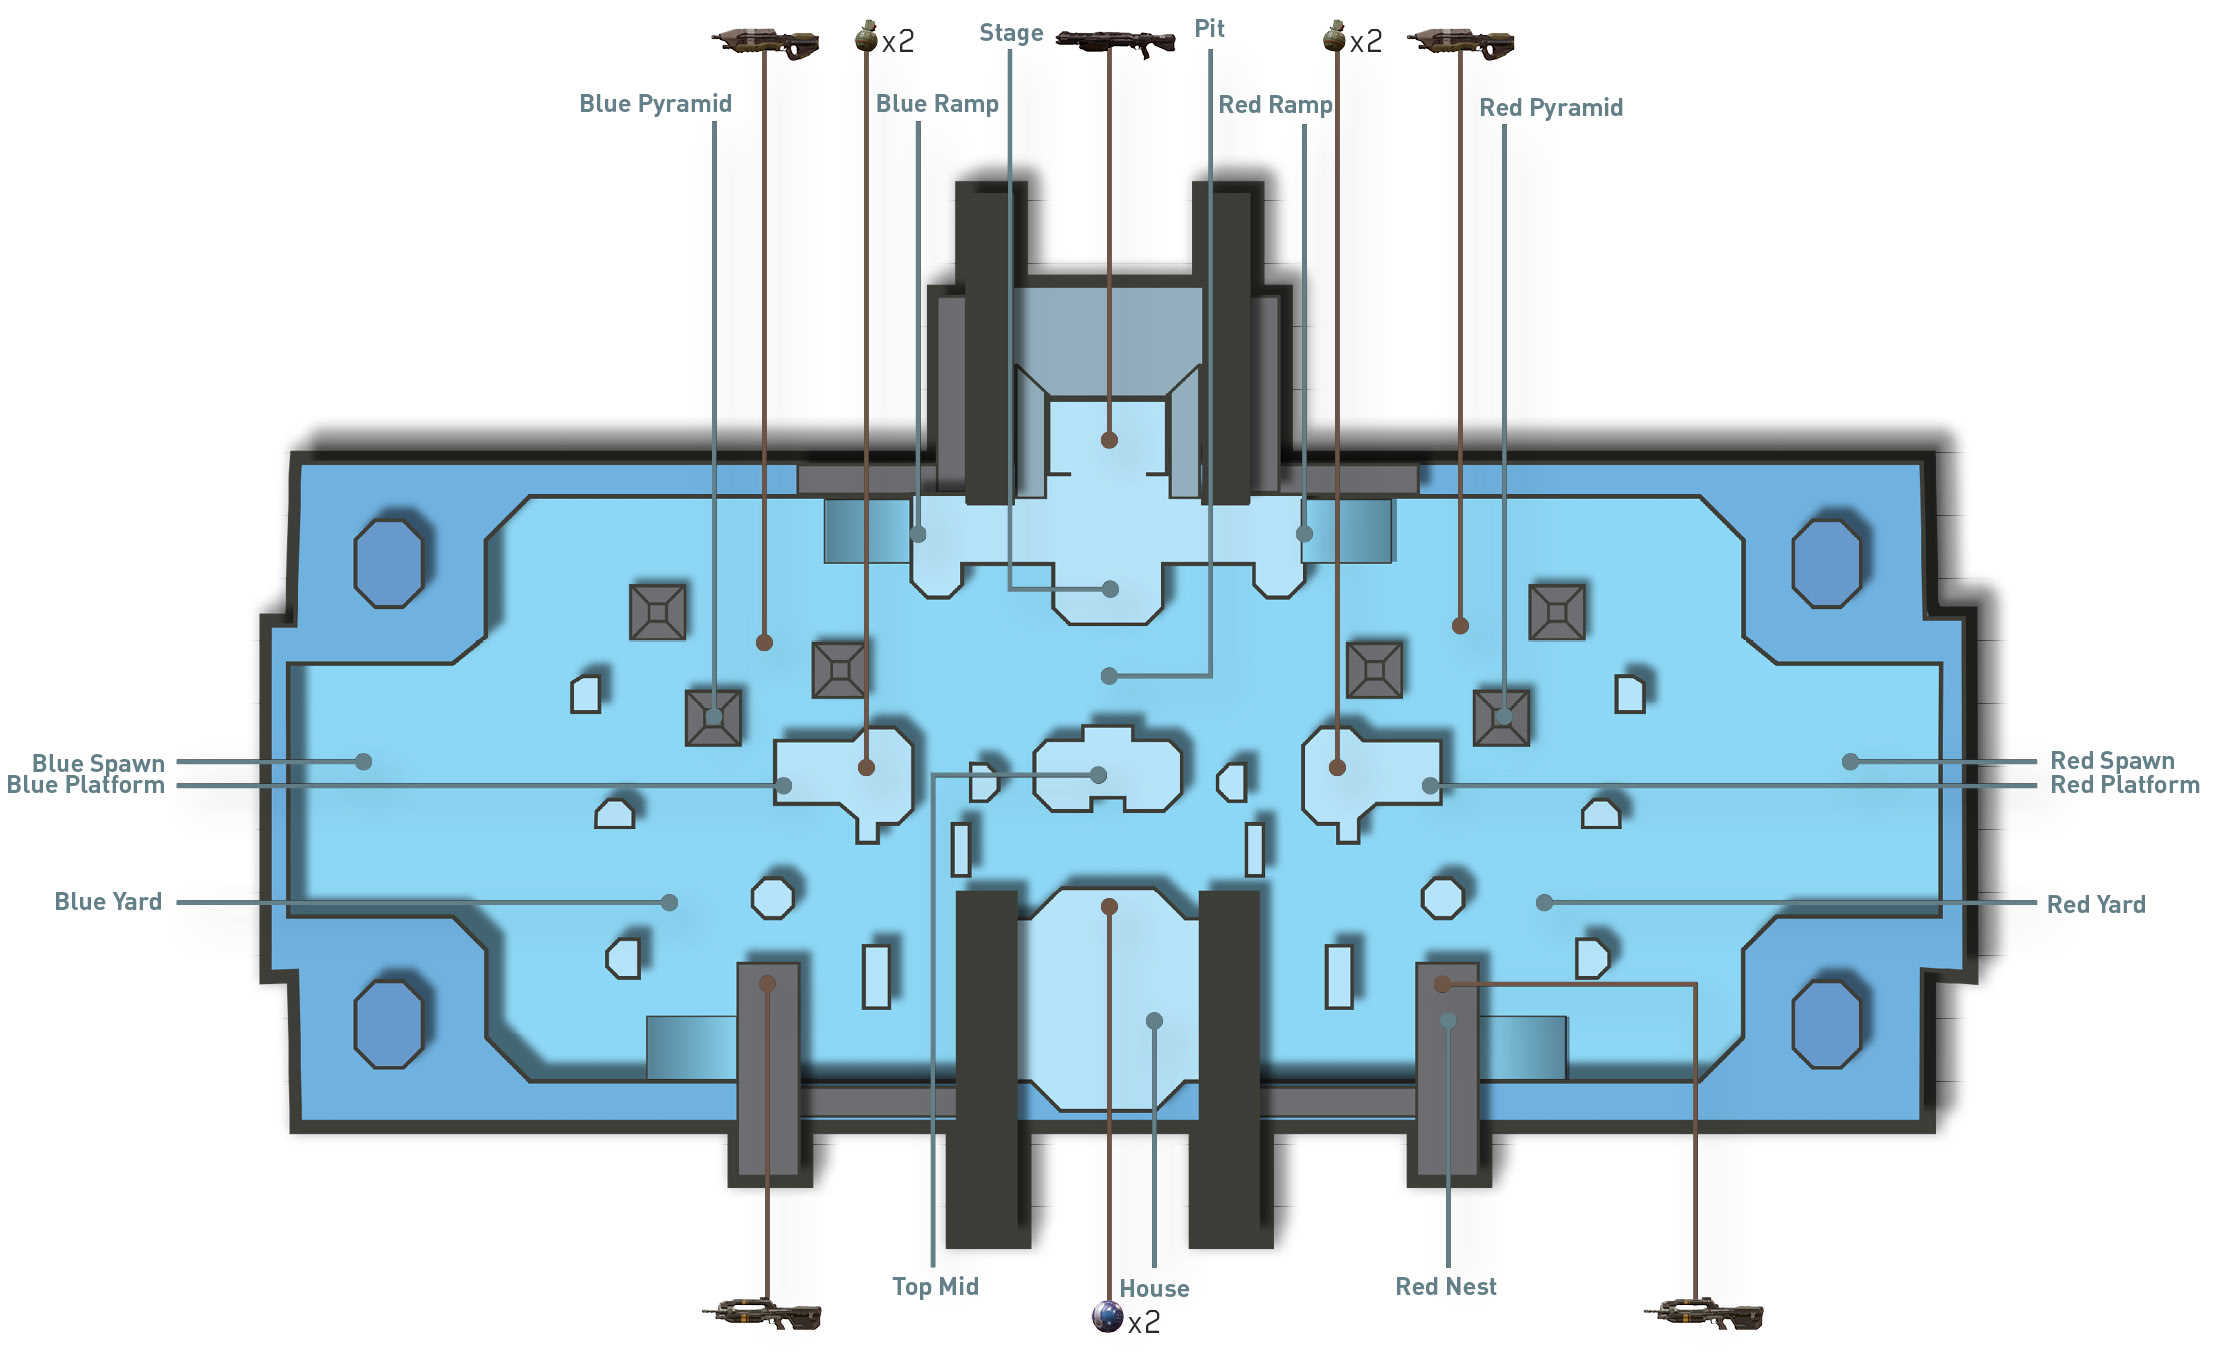 Stage
Pit
x2
x2
Blue Pyramid
Blue Ramp
Red Ramp
Red Pyramid
Blue Spawn
Blue Platform
Red Spawn
Red Platform
Blue Yard
Red Yard
Top Mid
House
Red Nest
x2